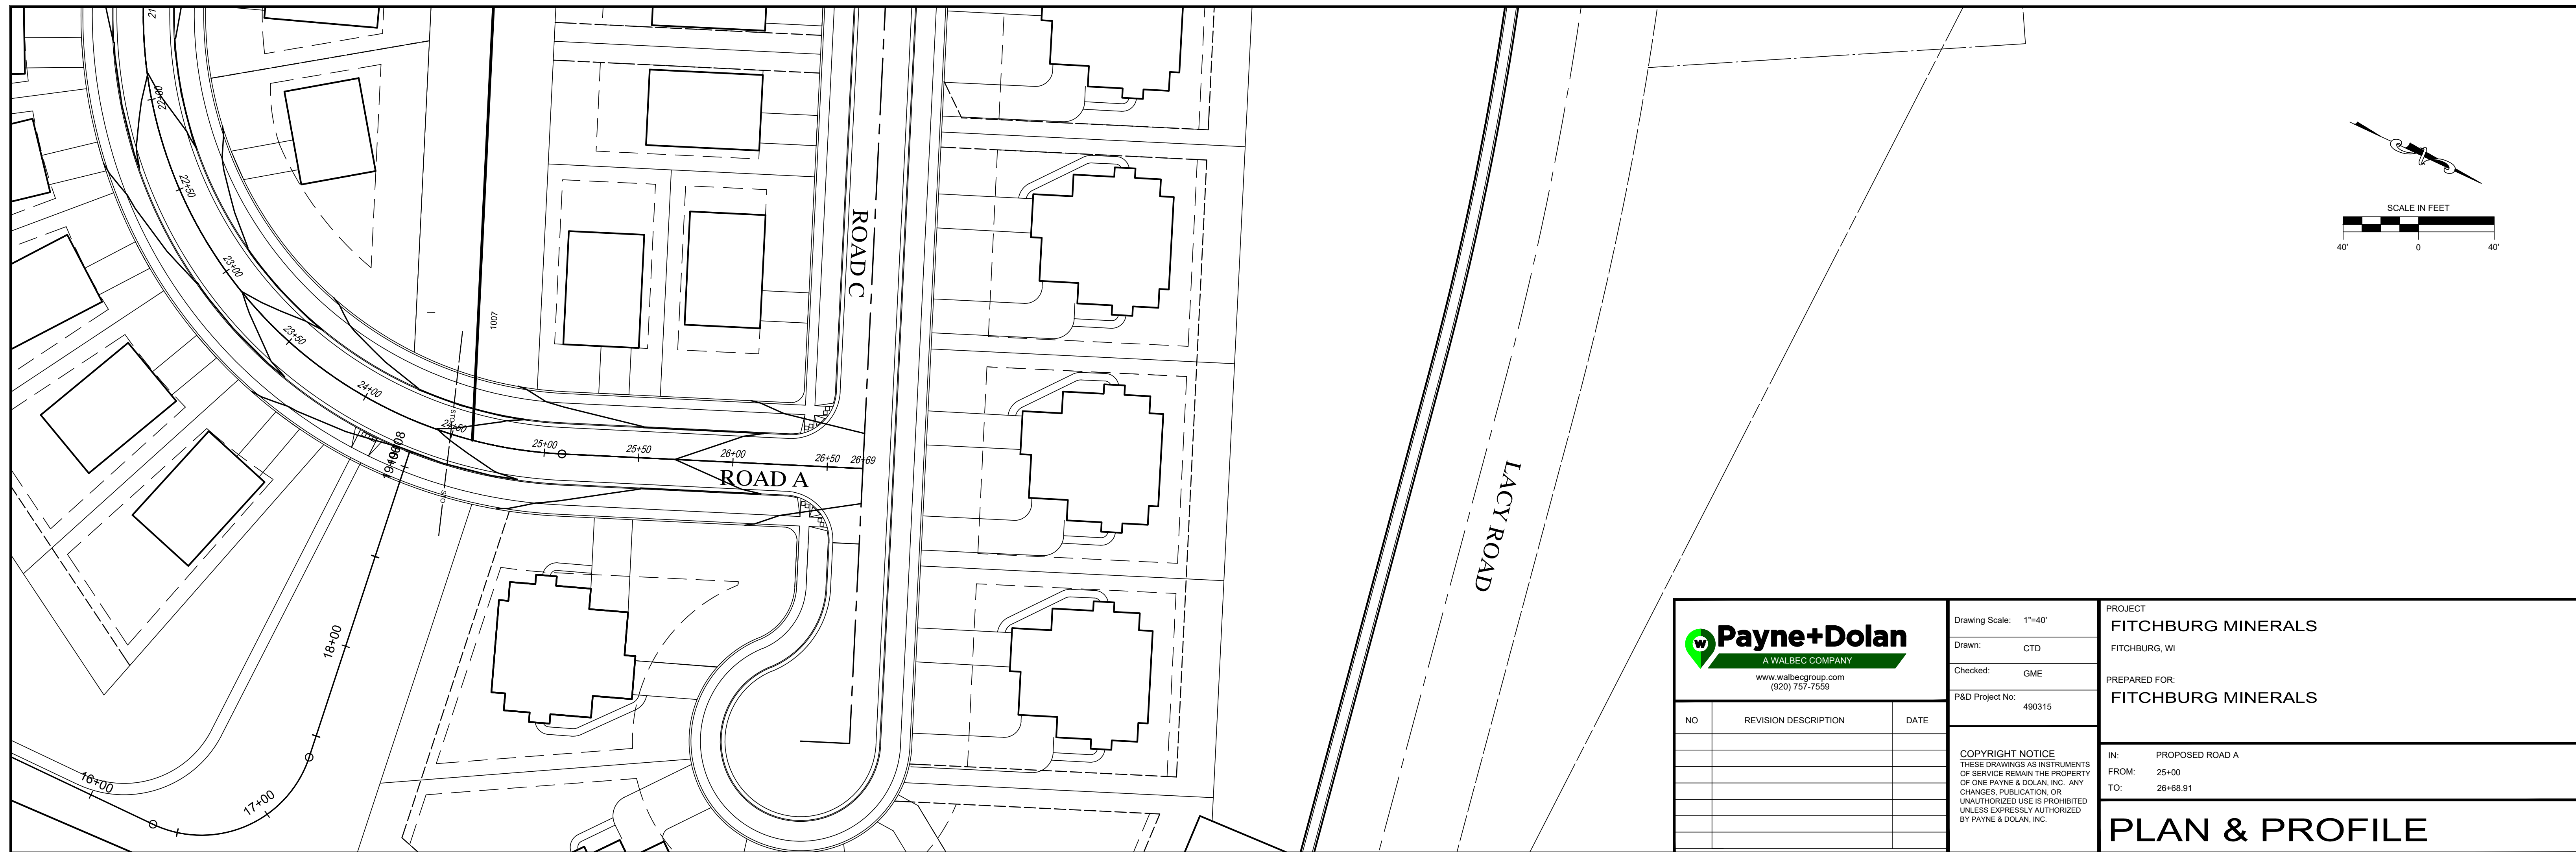 22+00
22+50
23+00
23+50
24+00
25+00
25+50
26+00
26+50
26+69
1007
STO
STO
ROAD C
ROAD A
LACY ROAD
18+00
17+00
16+00
SCALE IN FEET
40' 0 40'
W Payne+Dolan
A WALBEC COMPANY
www.walbecgroup.com
(920) 757-7559
NO REVISION DESCRIPTION DATE
Drawing Scale: 1"=40'
Drawn: CTD
Checked: GME
P&D Project No:
490315
COPYRIGHT NOTICE
THESE DRAWINGS AS INSTRUMENTS
OF SERVICE REMAIN THE PROPERTY
OF ONE PAYNE & DOLAN, INC. ANY
CHANGES, PUBLICATION, OR
UNAUTHORIZED USE IS PROHIBITED
UNLESS EXPRESSLY AUTHORIZED
BY PAYNE & DOLAN, INC.
PROJECT
FITCHBURG MINERALS
FITCHBURG, WI
PREPARED FOR:
FITCHBURG MINERALS
IN: PROPOSED ROAD A
FROM: 25+00
TO: 26+68.91
PLAN & PROFILE